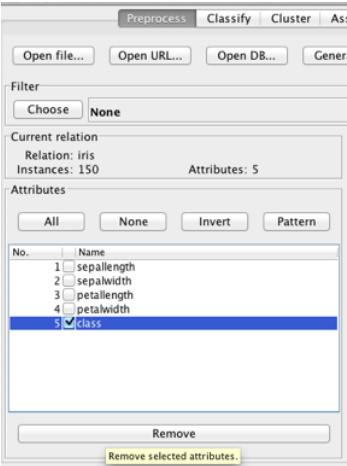 Preprocess Classify Cluster
Open file... Open URL... Open DB...
Filter
Choose None
Current relation
Relation: iris
Instances: 150 Attributes: 5
Attributes
All None Invert Pattern
No. Name
1 sepallength
2 sepalwidth
3 petallength
4 petalwidth
5 class
Remove
Remove selected attributes.